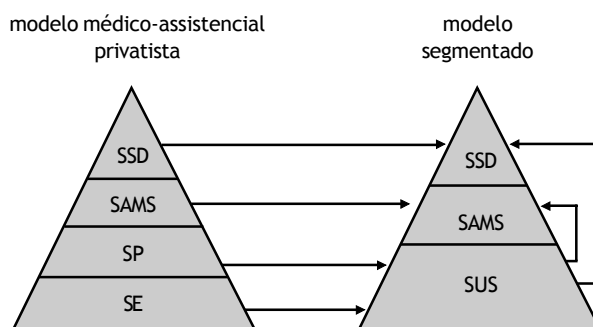 modelo médico-assistencial
privatista
modelo
segmentado
SSD
SAMS
SP
SE
SSD
SAMS
SUS